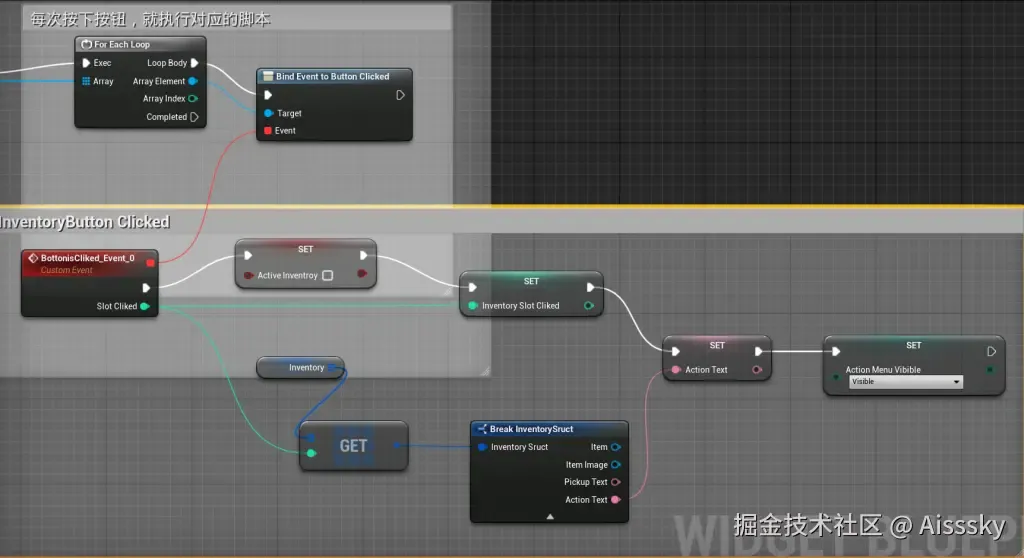 每次按下按钮，就执行对应的脚本
For Each Loop
Exec
Loop Body
Array
Array Element
Array Index
Completed
Bind Event to Button Clicked
Target
Event
InventoryButton Clicked
BottonisCliked_Event_0
Custom Event
Slot Cliked
SET
Active Inventroy
SET
Inventory Slot Cliked
SET
Action Text
SET
Action Menu Vibible
Visible
Inventory
GET
Break InventorySruct
Inventory Sruct
Item
Item Image
Pickup Text
Action Text
WIDGET BLUEP
掘金技术社区 @ Aisssky